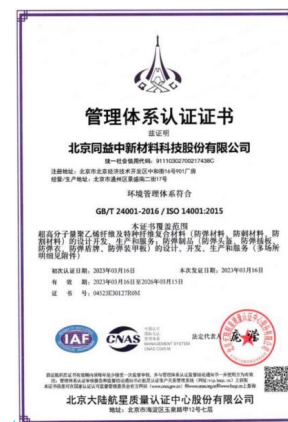 管理体系认证证书
兹证明
北京同益中新材料科技股份有限公司
统一社会信用代码：91110302700217438C
注册地址：北京市北京经济技术开发区中和街16号901厂房
经营/生产地址：北京市通州区景盛南二街17号
环境管理体系符合
GB/T 24001-2016 / ISO 14001:2015
本证书覆盖范围
超高分子量聚乙烯纤维及特种纤维复合材料（防弹材料、防刺材料、防
割材料）的设计开发、生产和服务；防弹制品（防弹头盔、防弹插板、
防弹衣、防弹盾牌、防弹装甲板）的设计开发、生产和服务（多场所
明细见附件）
初次认证日期：2023年03月16日
本次发证日期：2023年03月16日
有 效 期：2023年03月16日至2026年03月15日
证 书 号：04523E30127R0M
IAF
CNAS
MANAGEMENT SYSTEM
法定代表人
北京大陆航星质量认证中心股份有限公司
地址：北京市海淀区玉泉路甲12号七层